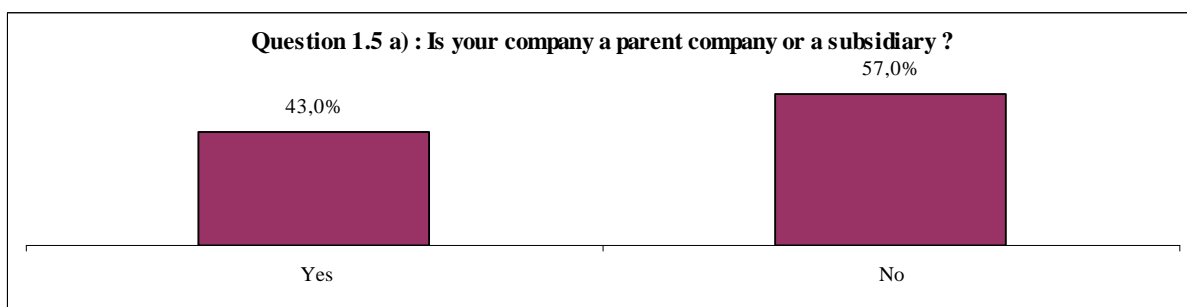 Question 1.5 a) : Is your company a parent company or a subsidiary ?
57,0%
43,0%
Yes
No